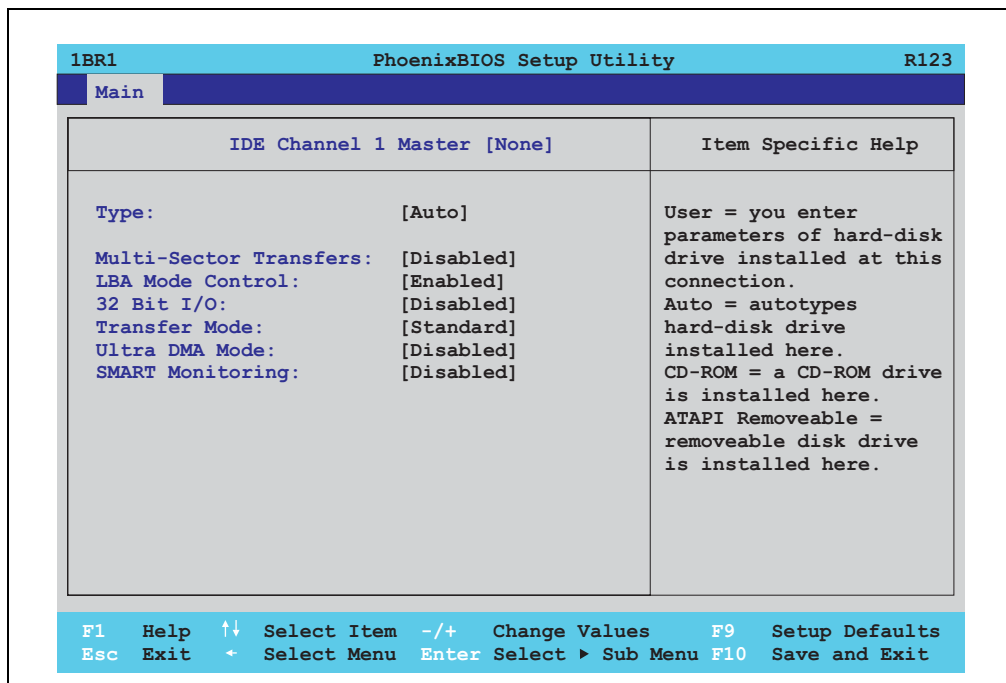 1BR1 PhoenixBIOS Setup Utility R123
Main
IDE Channel 1 Master [None]
Item Specific Help
Type: [Auto]
Multi-Sector Transfers: [Disabled]
LBA Mode Control: [Enabled]
32 Bit I/O: [Disabled]
Transfer Mode: [Standard]
Ultra DMA Mode: [Disabled]
SMART Monitoring: [Disabled]
User = you enter
parameters of hard-disk
drive installed at this
connection.
Auto = autotypes
hard-disk drive
installed here.
CD-ROM = a CD-ROM drive
is installed here.
ATAPI Removeable =
removeable disk drive
is installed here.
F1 Help ↑↓ Select Item -/+ Change Values F9 Setup Defaults
Esc Exit ← Select Menu Enter Select ▶ Sub Menu F10 Save and Exit